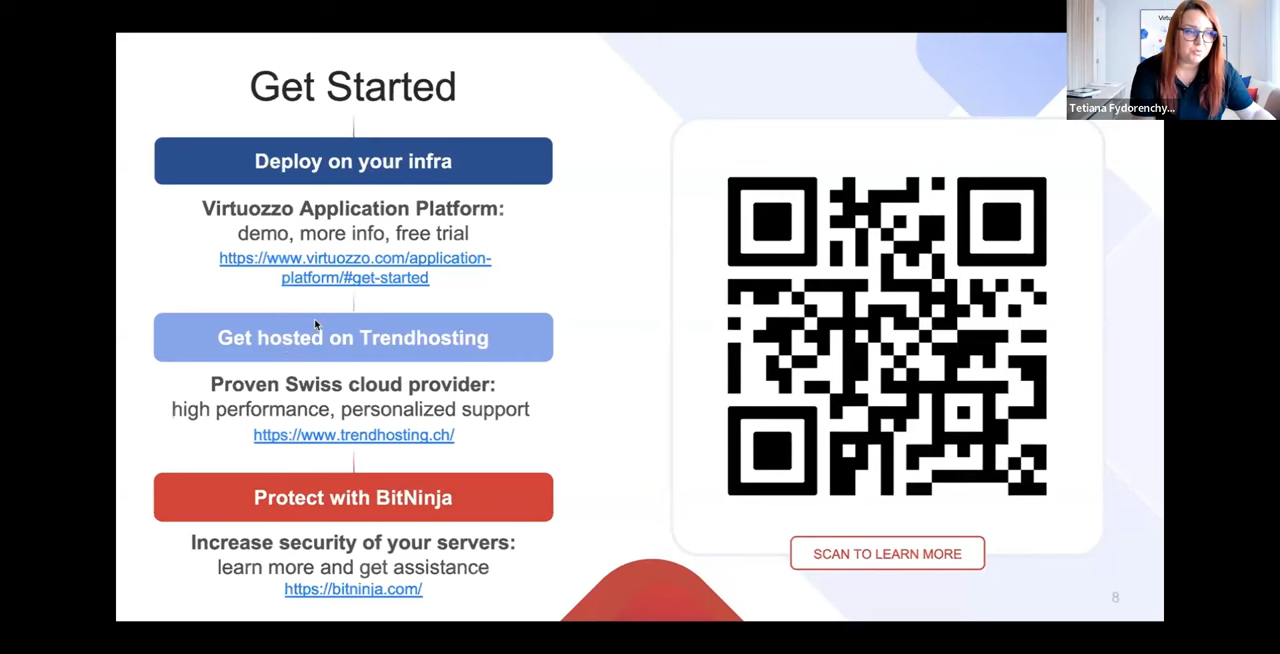 Get Started
Deploy on your infra
Virtuozzo Application Platform:
demo, more info, free trial
https://www.virtuozzo.com/application-
platform/#get-started
Get hosted on Trendhosting
Proven Swiss cloud provider:
high performance, personalized support
https://www.trendhosting.ch/
Protect with BitNinja
Increase security of your servers:
learn more and get assistance
https://bitninja.com/
SCAN TO LEARN MORE
8
Tetiana Fydorenchy...